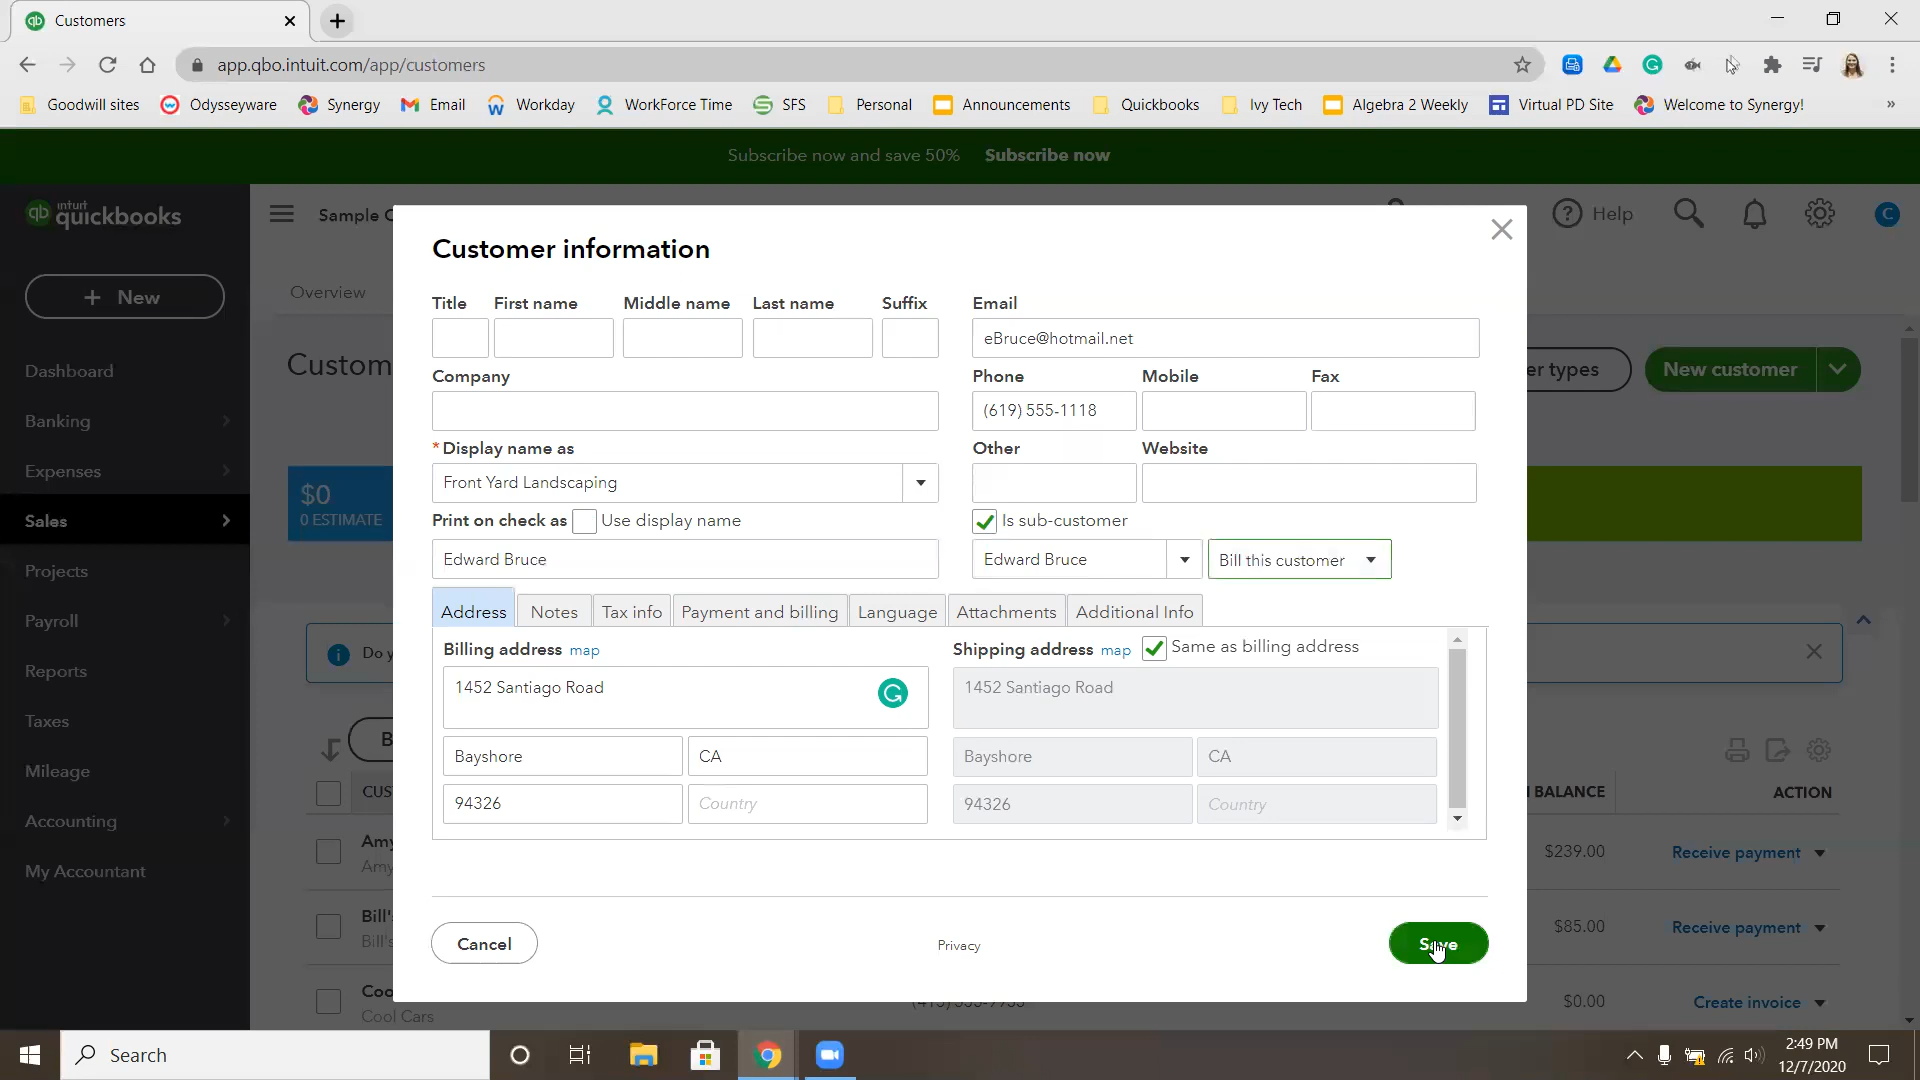 Customers
app.qbo.intuit.com/app/customers
Goodwill sites Odysseyware Synergy Email Workday WorkForce Time SFS Personal Announcements Quickbooks Ivy Tech Algebra 2 Weekly Virtual PD Site Welcome to Synergy! »
Subscribe now and save 50% Subscribe now
intuit
quickbooks
Sample C
Help
C
+ New
Overview
Dashboard
Banking
Expenses
Sales
Projects
Payroll
Reports
Taxes
Mileage
Accounting
My Accountant
Custom
er types
New customer
$0
0 ESTIMATE
Do y
B
CUS
BALANCE
ACTION
Amy
Amy
$239.00
Receive payment
Bill's
Bill's
$85.00
Receive payment
Coo
Cool Cars
$0.00
Create invoice
Customer information
Title First name Middle name Last name Suffix Email
eBruce@hotmail.net
Company Phone Mobile Fax
(619) 555-1118
*Display name as Other Website
Front Yard Landscaping
Print on check as Use display name Is sub-customer
Edward Bruce Edward Bruce Bill this customer
Address Notes Tax info Payment and billing Language Attachments Additional Info
Billing address map Shipping address map Same as billing address
1452 Santiago Road 1452 Santiago Road
Bayshore CA Bayshore CA
94326 Country 94326 Country
Cancel Privacy Save
Search
2:49 PM
12/7/2020